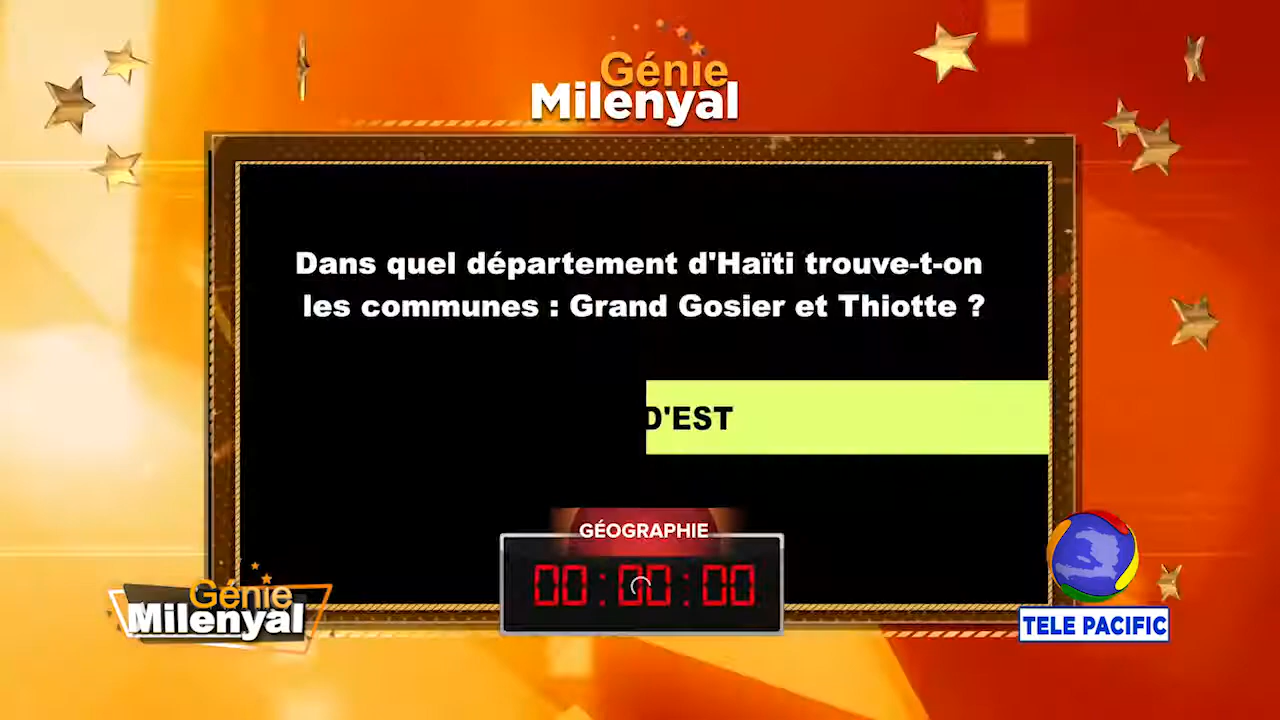 Génie
Milenyal
Dans quel département d'Haïti trouve-t-on
les communes : Grand Gosier et Thiotte ?
D'EST
GÉOGRAPHIE
00:00:00
Génie
Milenyal
TELE PACIFIC